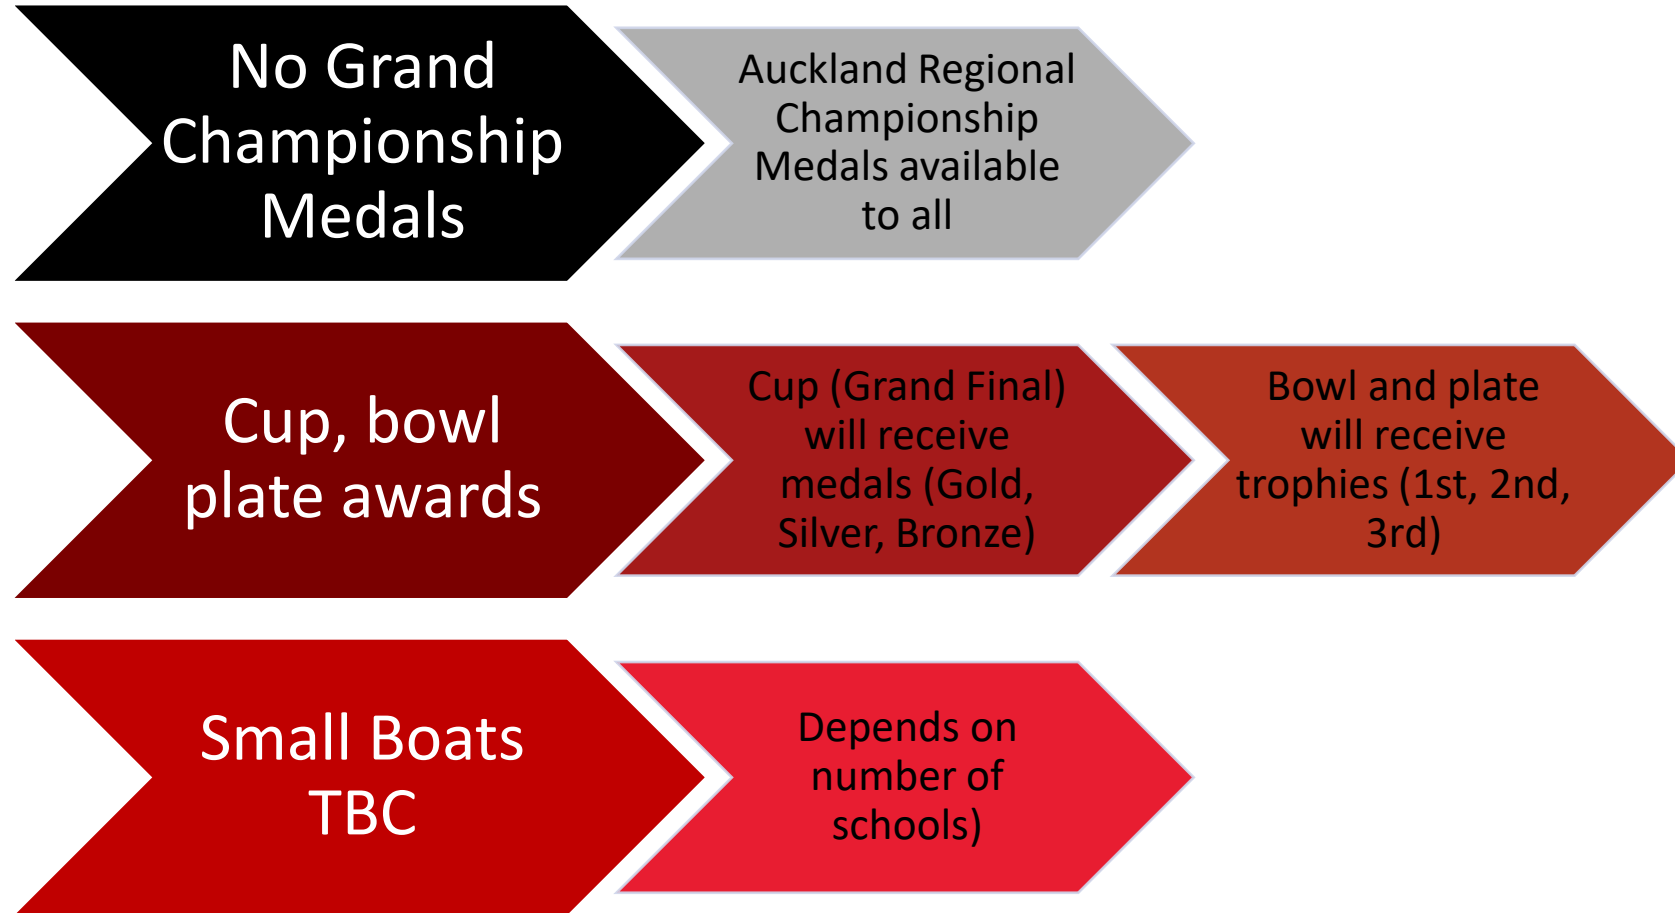 No Grand
Championship
Medals
Auckland Regional
Championship
Medals available
to all
Cup, bowl
plate awards
Cup (Grand Final)
will receive
medals (Gold,
Silver, Bronze)
Bowl and plate
will receive
trophies (1st, 2nd,
3rd)
Small Boats
TBC
Depends on
number of
schools)